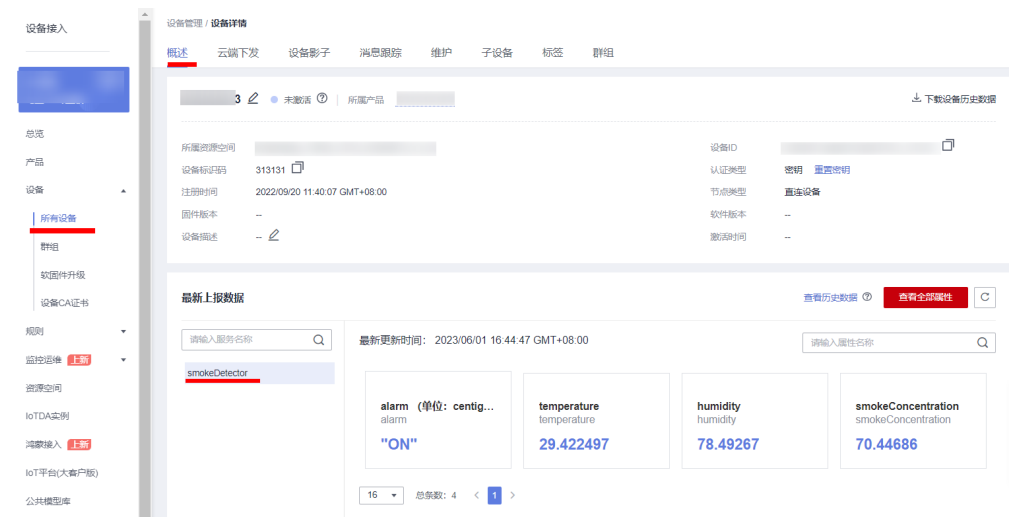 设备接入
总览
产品
设备
所有设备
群组
软固件升级
设备CA证书
规则
监控运维 上新
资源空间
IoTDA实例
鸿蒙接入 上新
IoT平台(大客户版)
公共模型库
设备管理 / 设备详情
概述 云端下发 设备影子 消息跟踪 维护 子设备 标签 群组
3 未激活 所属产品
下载设备历史数据
所属资源空间
设备ID
设备标识码 313131
认证类型 密钥 重置密钥
注册时间 2022/09/20 11:40:07 GMT+08:00
节点类型 直连设备
固件版本 --
软件版本 --
设备描述 --
激活时间 --
最新上报数据
查看历史数据 查看全部属性
请输入服务名称
最新更新时间： 2023/06/01 16:44:47 GMT+08:00
请输入属性名称
smokeDetector
alarm （单位：centig...
alarm
"ON"
temperature
temperature
29.422497
humidity
humidity
78.49267
smokeConcentration
smokeConcentration
70.44686
16 总条数：4 < 1 >